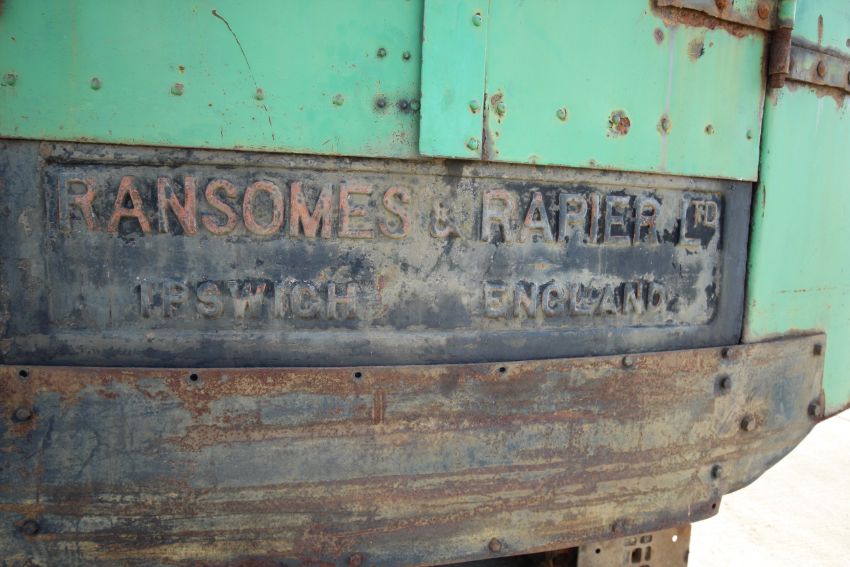 RANSOMES & RAPIER LTD
IPSWICH ENGLAND